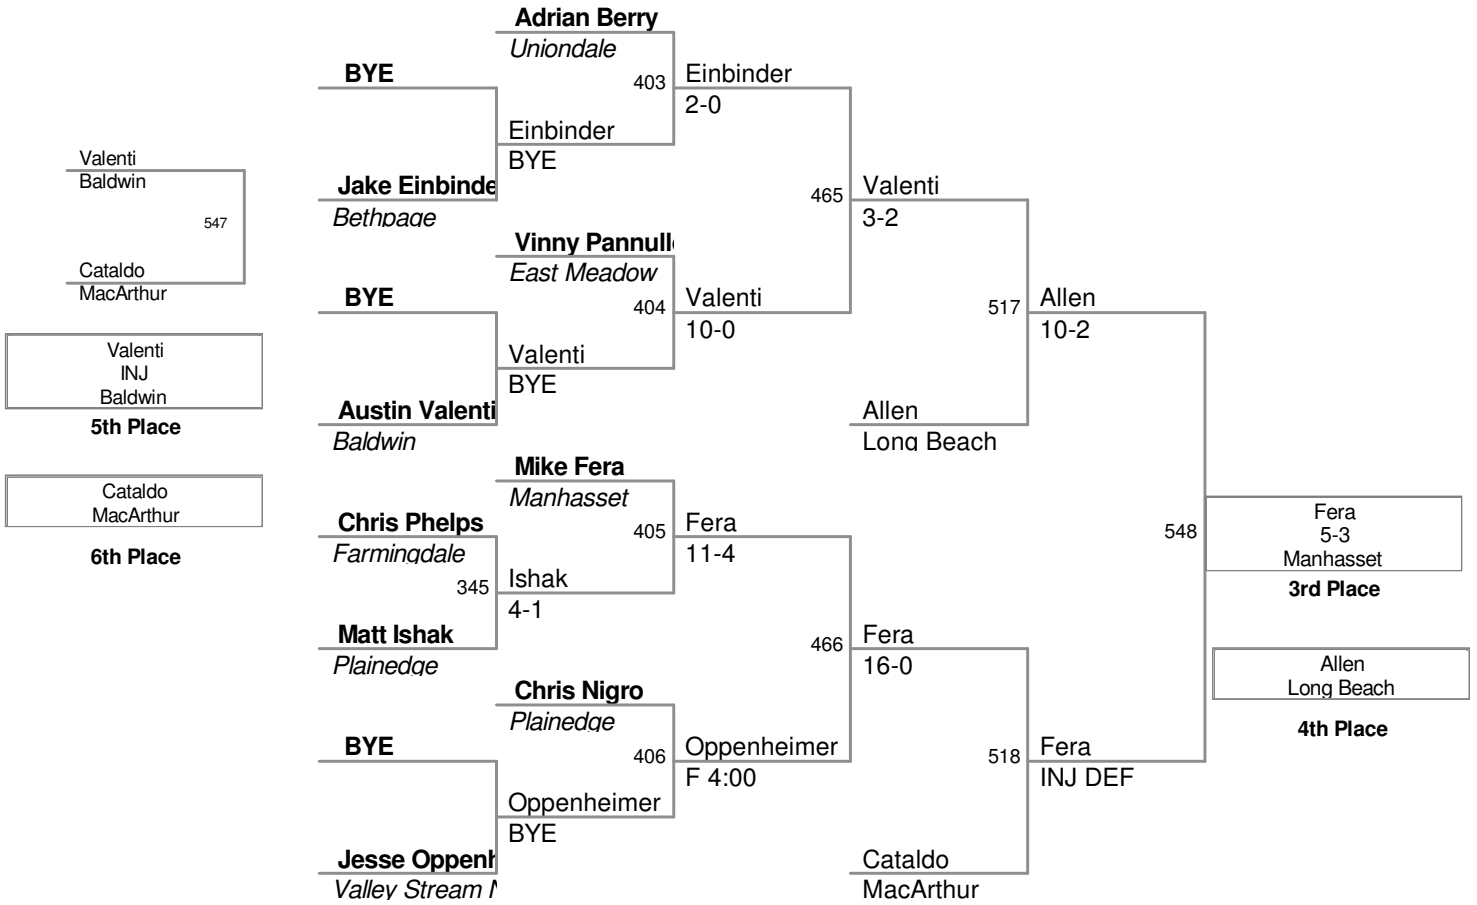 Adrian Berry
Uniondale
BYE
403
Einbinder
2-0
Einbinder
BYE
Valenti
Baldwin
547
Cataldo
MacArthur
Jake Einbinde
Bethpage
465
Valenti
3-2
Vinny Pannull
East Meadow
BYE
404
Valenti
10-0
517
Allen
10-2
Valenti
INJ
Baldwin
5th Place
Valenti
BYE
Austin Valenti
Baldwin
Allen
Long Beach
Mike Fera
Manhasset
Cataldo
MacArthur
6th Place
Chris Phelps
Farmingdale
405
Fera
11-4
548
Fera
5-3
Manhasset
3rd Place
345
Ishak
4-1
Matt Ishak
Plainedge
466
Fera
16-0
Allen
Long Beach
4th Place
Chris Nigro
Plainedge
BYE
406
Oppenheimer
F 4:00
518
Fera
INJ DEF
Oppenheimer
BYE
Jesse Oppenh
Valley Stream N
Cataldo
MacArthur